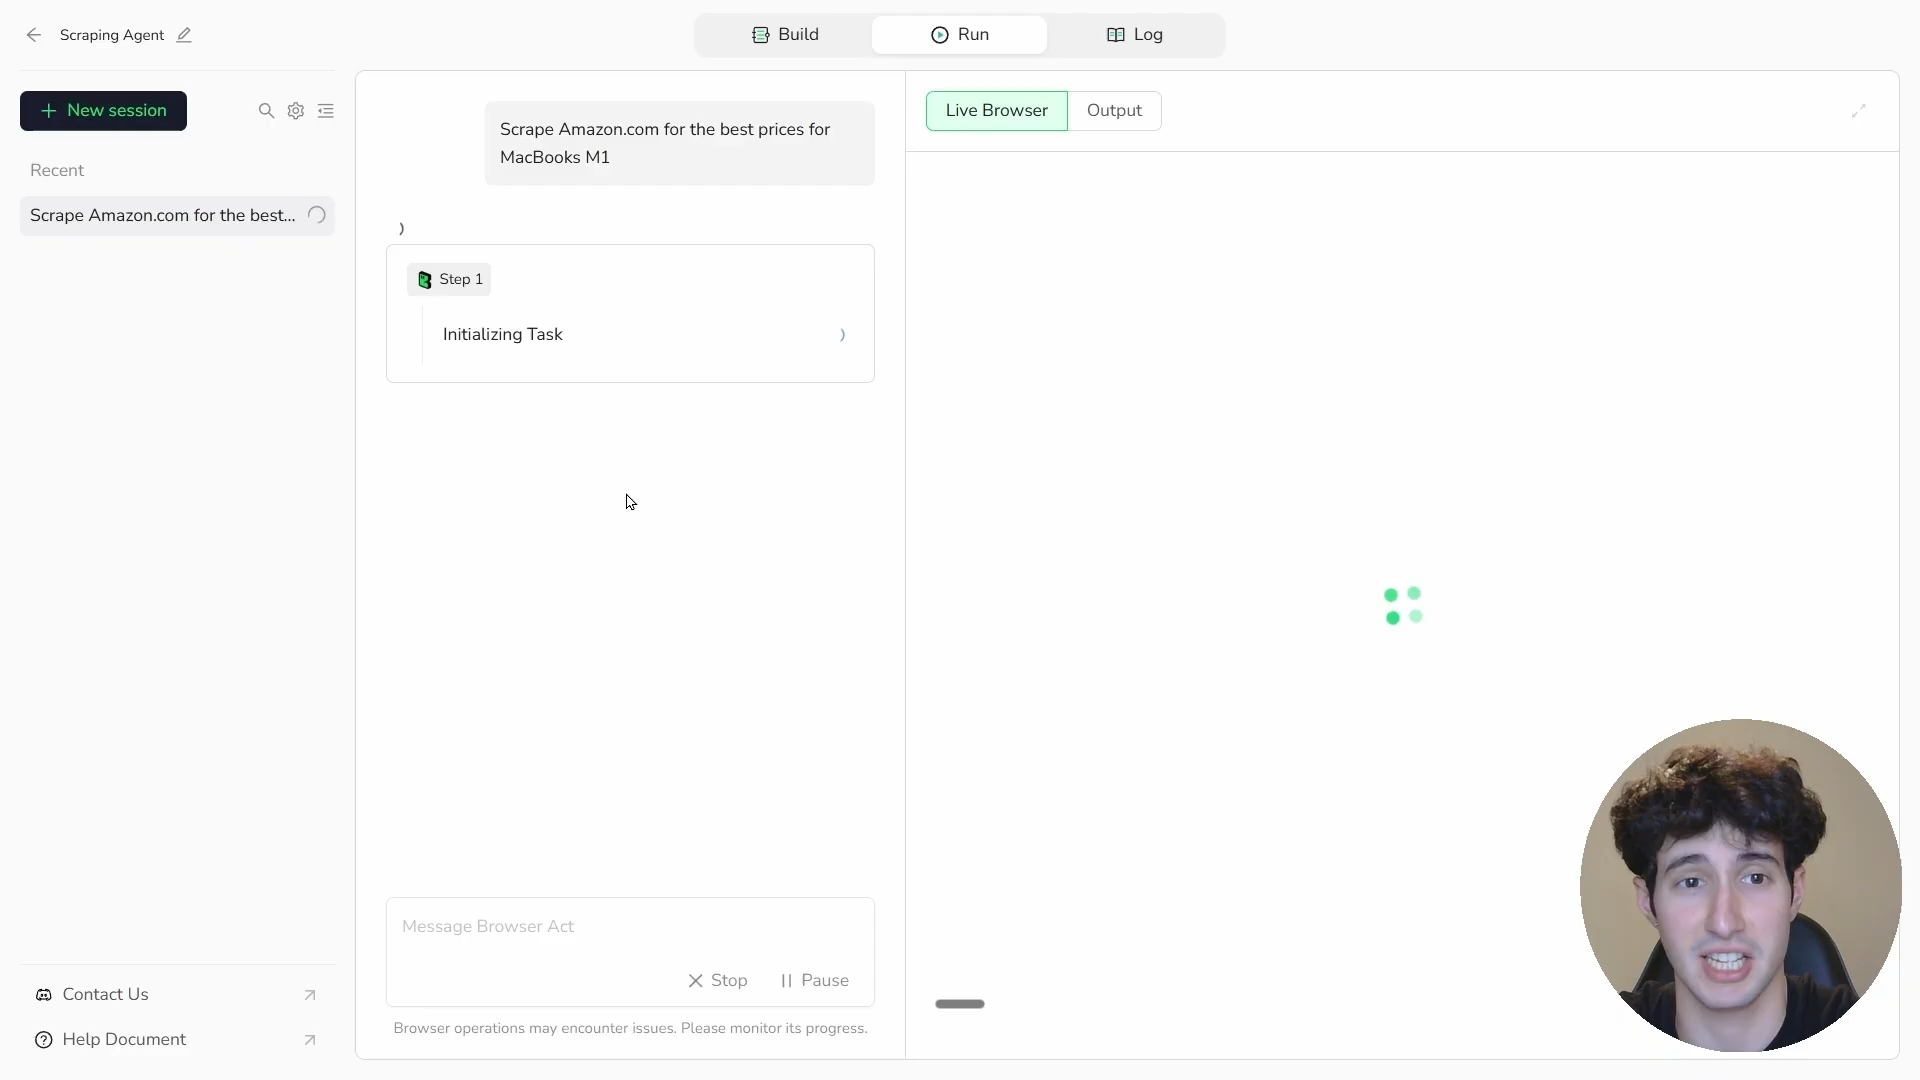 Scraping Agent
Build
Run
Log
New session
Recent
Scrape Amazon.com for the best...
Scrape Amazon.com for the best prices for
MacBooks M1
Step 1
Initializing Task
Live Browser
Output
Message Browser Act
Stop
Pause
Browser operations may encounter issues. Please monitor its progress.
Contact Us
Help Document